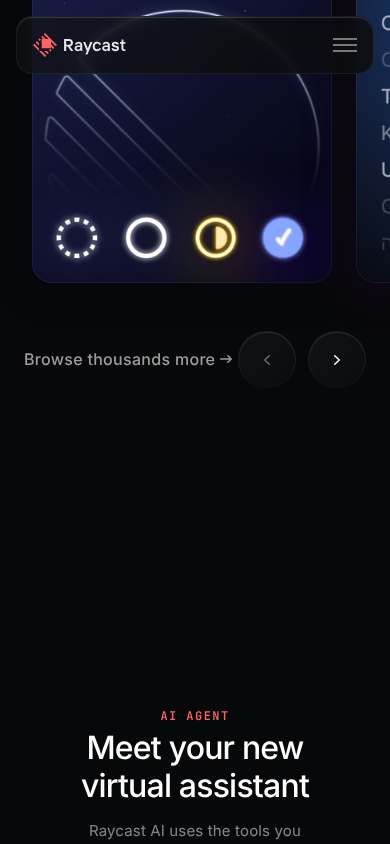 Raycast
Browse thousands more →
AI AGENT
Meet your new
virtual assistant
Raycast AI uses the tools you